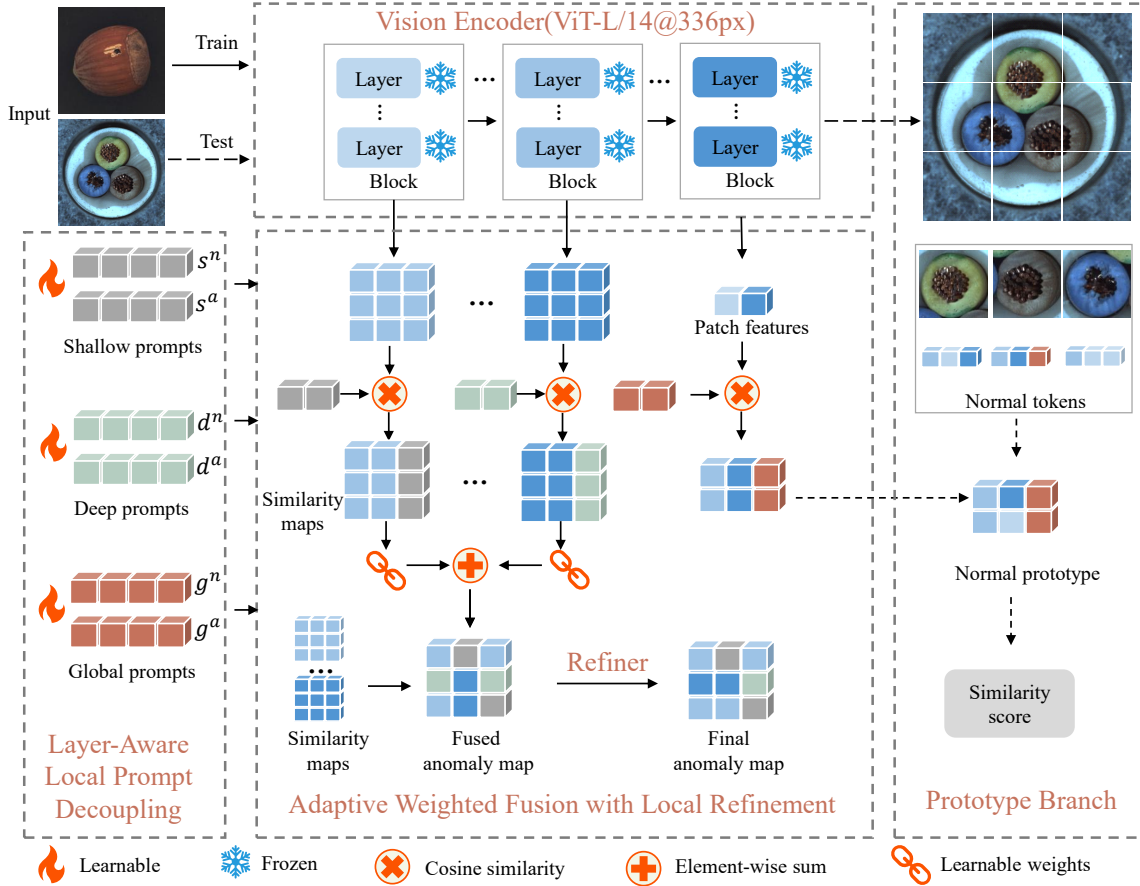 Vision Encoder(ViT-L/14@336px)
Input
Train
Test
Layer
Layer
Block
Layer
Layer
Block
Layer
Layer
Block
s^n
s^a
Shallow prompts
d^n
d^a
Deep prompts
g^n
g^a
Global prompts
Layer-Aware
Local Prompt
Decoupling
Patch features
Similarity
maps
Similarity
maps
Fused
anomaly map
Refiner
Final
anomaly map
Adaptive Weighted Fusion with Local Refinement
Normal tokens
Normal prototype
Similarity
score
Prototype Branch
Learnable
Frozen
Cosine similarity
Element-wise sum
Learnable weights